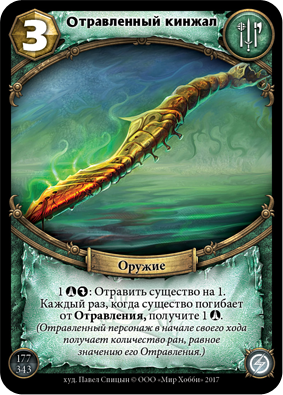 Отравленный кинжал
3
Оружие
1 : Отравить существо на 1.
Каждый раз, когда существо погибает
от Отравления, получите 1 .
(Отравленный персонаж в начале своего хода
получает количество ран, равное
значению его Отравления.)
177
343
худ. Павел Спицын © ООО «Мир Хобби» 2017